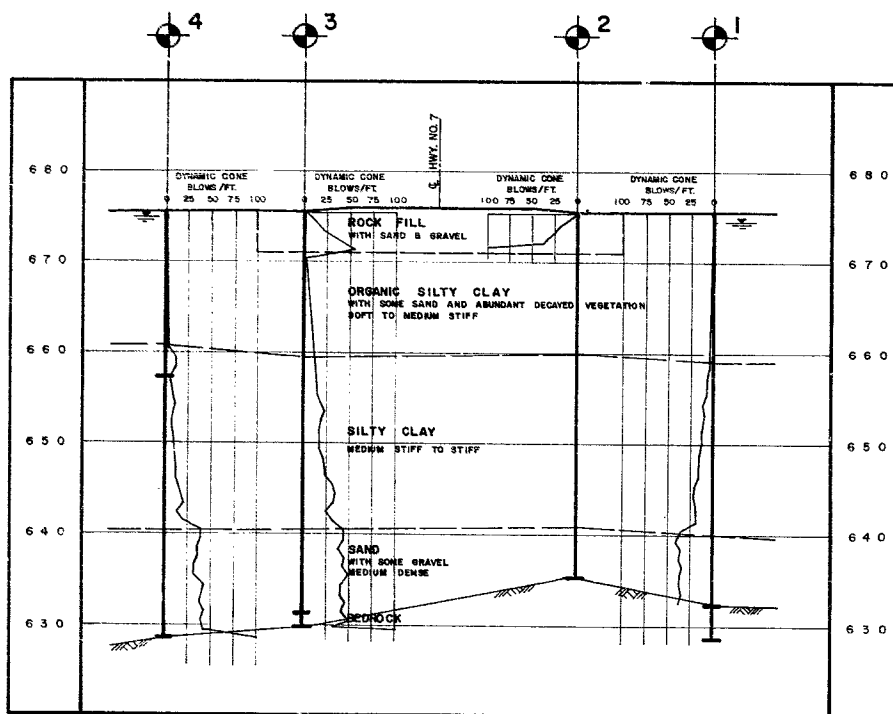 4 3 2 1
HWY. NO. 7
680 680
DYNAMIC CONE DYNAMIC CONE DYNAMIC CONE DYNAMIC CONE
BLOWS/FT. BLOWS/FT. BLOWS/FT. BLOWS/FT.
0 25 50 75 100 0 25 50 75 100 100 75 50 25 0 100 75 50 25 0
ROCK FILL
WITH SAND & GRAVEL
670 670
ORGANIC SILTY CLAY
WITH SOME SAND AND ABUNDANT DECAYED VEGETATION
SOFT TO MEDIUM STIFF
660 660
SILTY CLAY
650 650
MEDIUM STIFF TO STIFF
640 640
SAND
WITH SOME GRAVEL
MEDIUM DENSE
BEDROCK
630 630